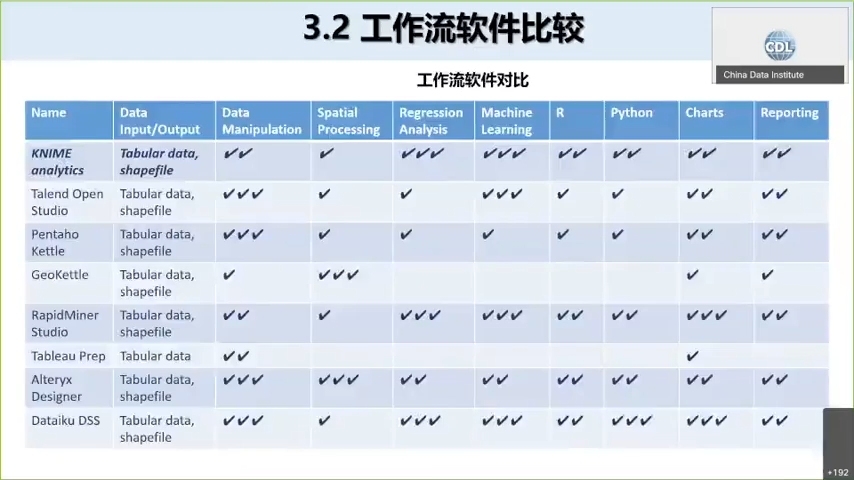 3.2 工作流软件比较
CDL
China Data Institute
工作流软件对比
Name Data Input/Output Data Manipulation Spatial Processing Regression Analysis Machine Learning R Python Charts Reporting
KNIME analytics Tabular data, shapefile ✔✔ ✔ ✔✔✔ ✔✔✔ ✔✔ ✔✔ ✔✔ ✔✔
Talend Open Studio Tabular data, shapefile ✔✔✔ ✔ ✔ ✔✔✔ ✔ ✔ ✔✔ ✔✔
Pentaho Kettle Tabular data, shapefile ✔✔✔ ✔ ✔ ✔ ✔ ✔ ✔✔ ✔✔
GeoKettle Tabular data, shapefile ✔ ✔✔✔ ✔ ✔
RapidMiner Studio Tabular data, shapefile ✔✔ ✔ ✔✔✔ ✔✔✔ ✔✔ ✔✔ ✔✔✔ ✔✔
Tableau Prep Tabular data ✔✔ ✔
Alteryx Designer Tabular data, shapefile ✔✔✔ ✔✔✔ ✔✔ ✔✔ ✔✔ ✔✔ ✔✔ ✔✔
Dataiku DSS Tabular data, shapefile ✔✔✔ ✔ ✔✔✔ ✔✔✔ ✔✔ ✔✔✔ ✔✔✔ ✔✔
+192